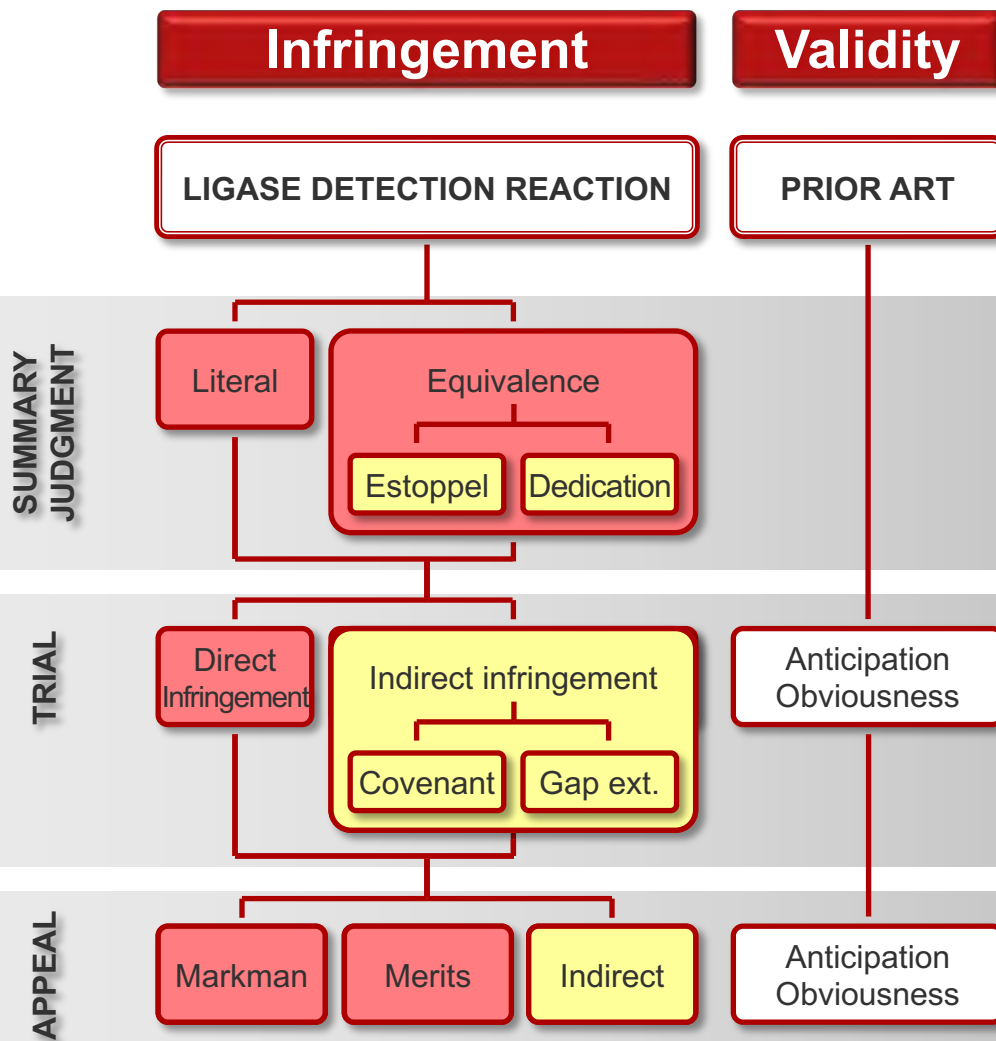 Infringement
Validity
LIGASE DETECTION REACTION
PRIOR ART
SUMMARY
JUDGMENT
Literal
Equivalence
Estoppel
Dedication
TRIAL
Direct
Infringement
Indirect infringement
Covenant
Gap ext.
Anticipation
Obviousness
APPEAL
Markman
Merits
Indirect
Anticipation
Obviousness